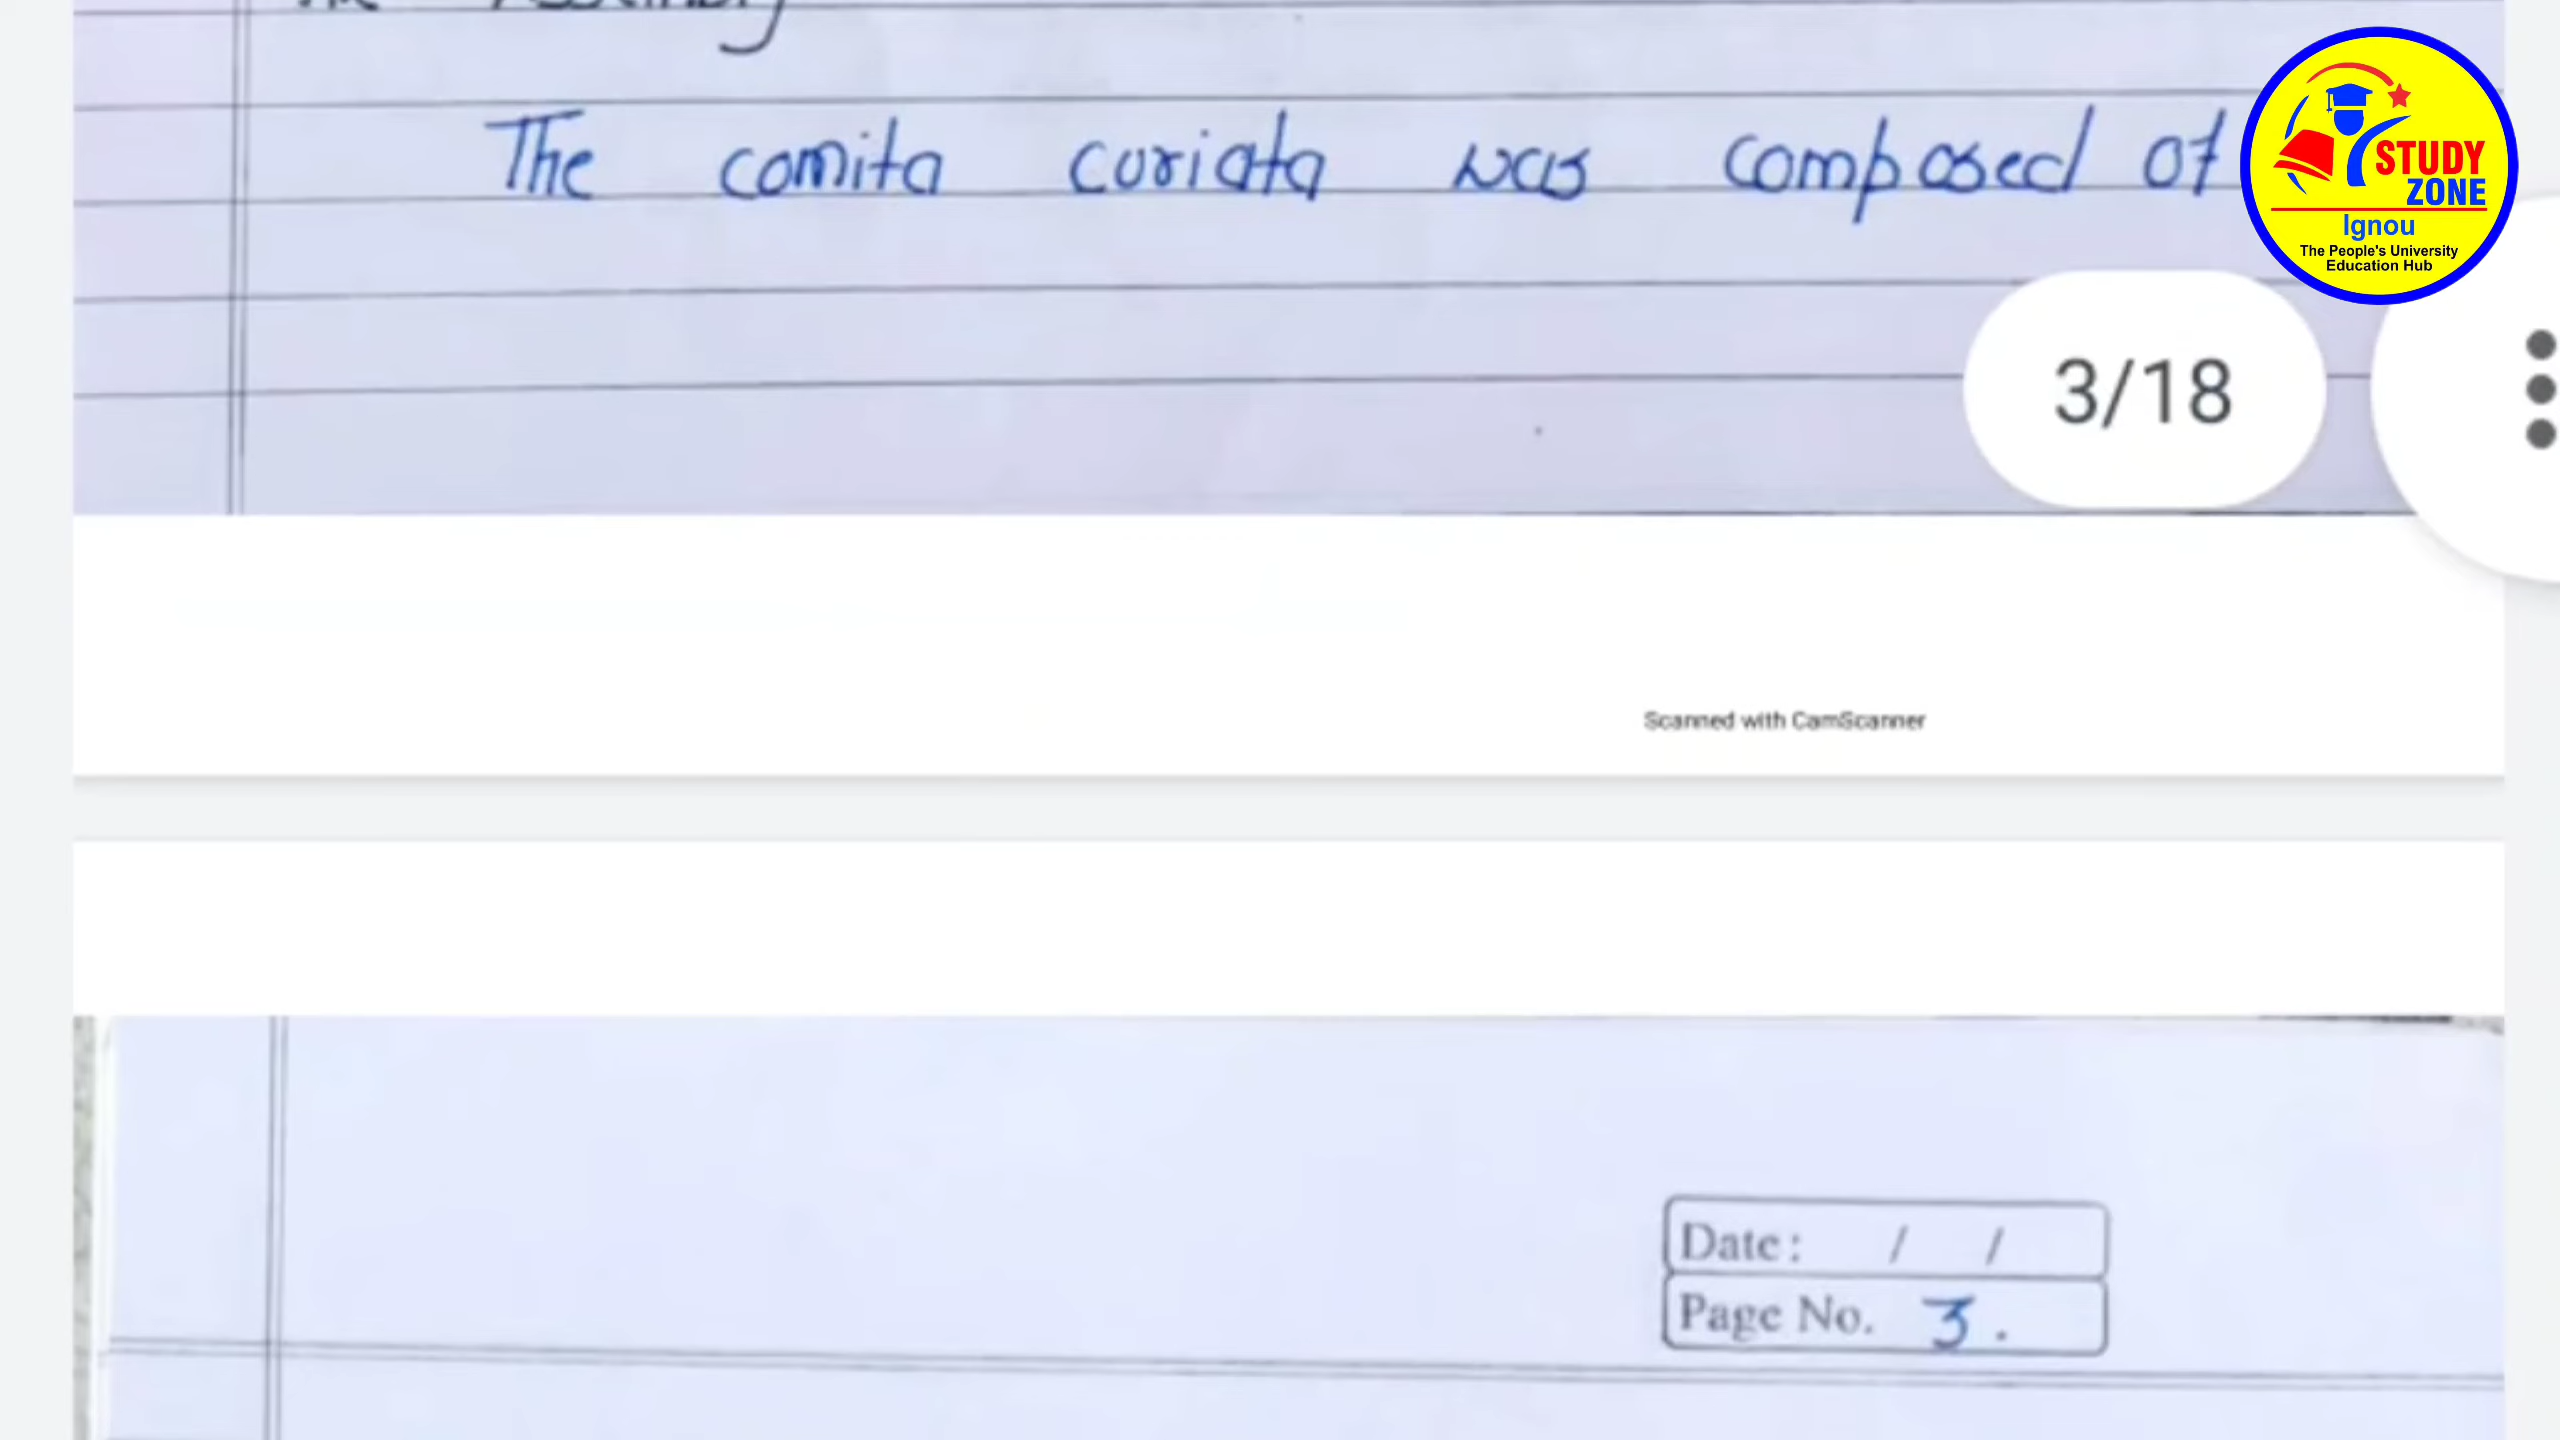 The comita curiata was composed of
STUDY
ZONE
Ignou
The People's University
Education Hub
3/18
Scanned with CamScanner
Date: / /
Page No. 3.